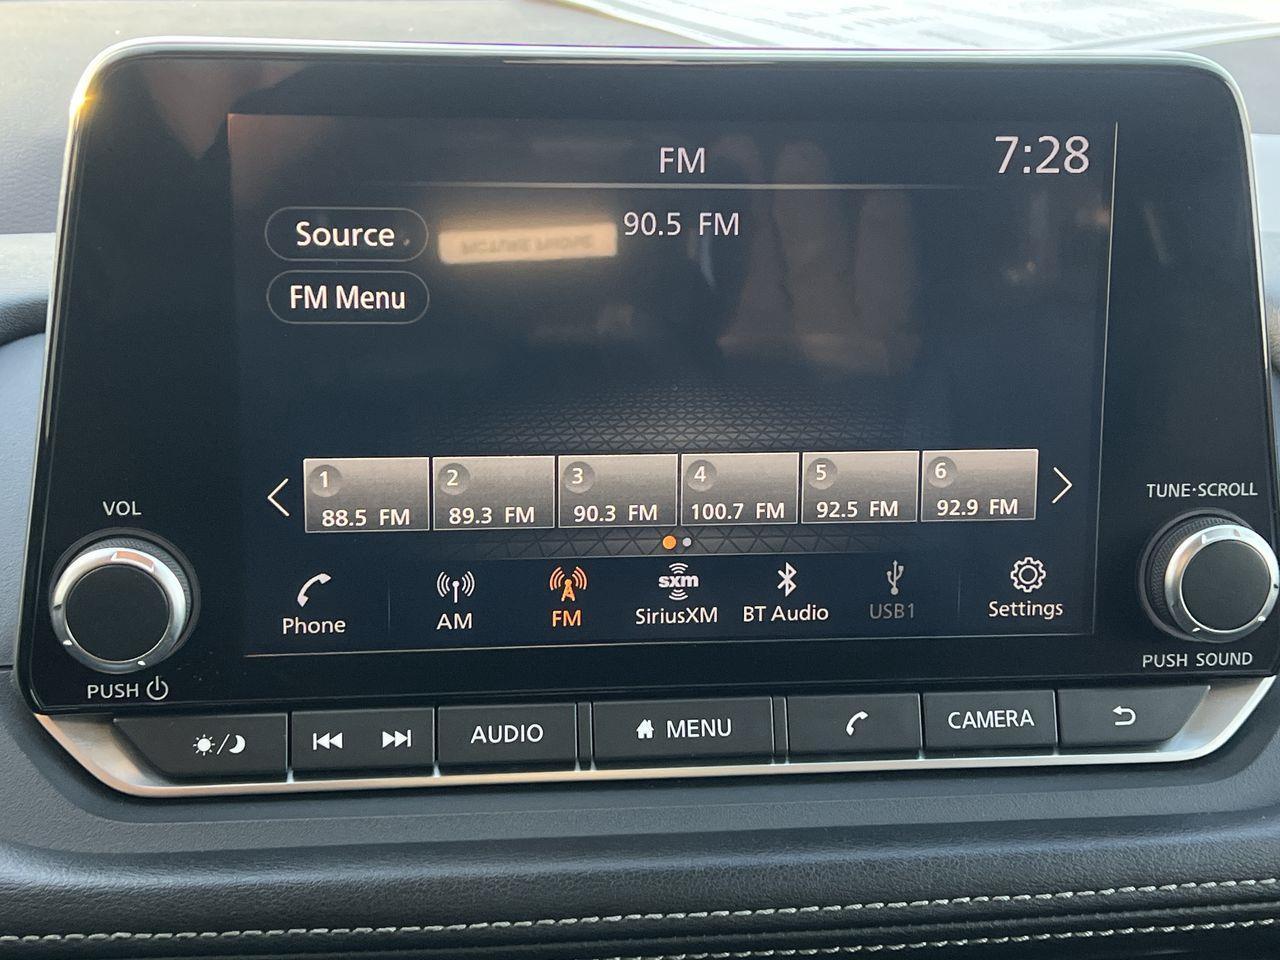 FM
7:28
90.5 FM
Source
FM Menu
1
88.5 FM
2
89.3 FM
3
90.3 FM
4
100.7 FM
5
92.5 FM
6
92.9 FM
VOL
TUNE·SCROLL
Phone
AM
FM
sxm
SiriusXM
BT Audio
USB1
Settings
PUSH
PUSH SOUND
AUDIO
MENU
CAMERA